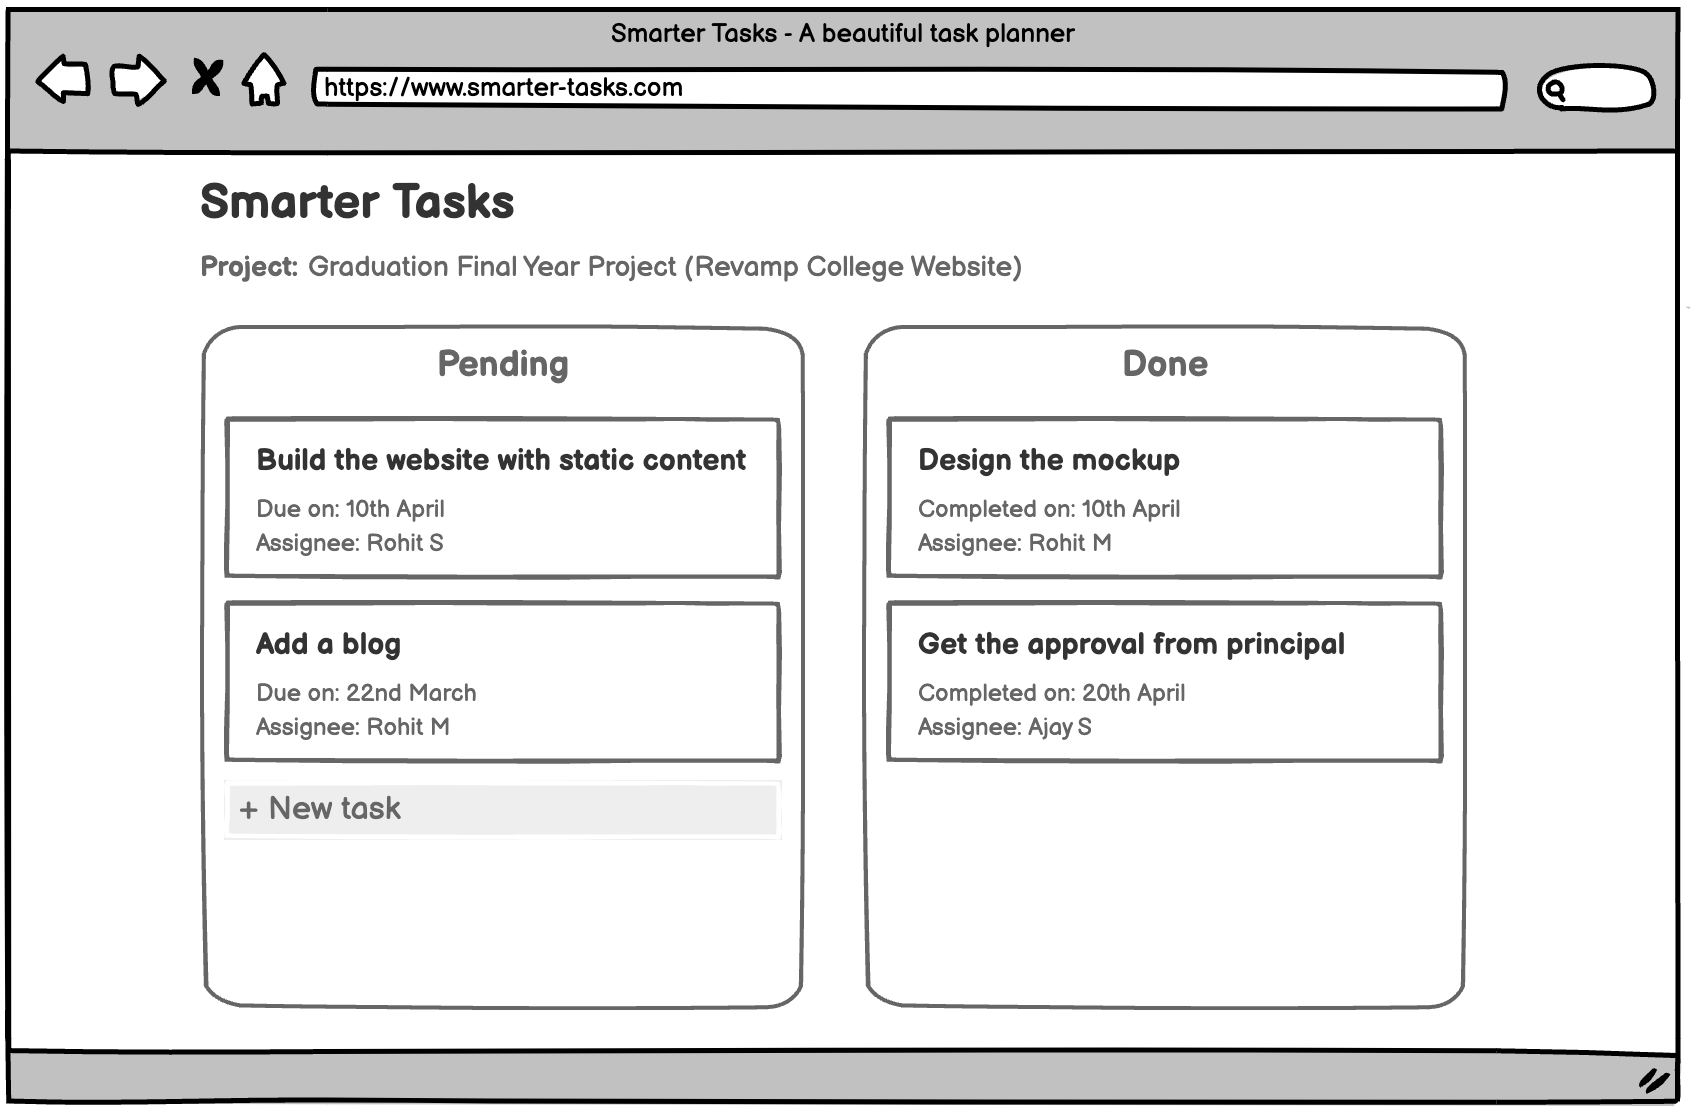 Smarter Tasks - A beautiful task planner
https://www.smarter-tasks.com
Smarter Tasks
Project: Graduation Final Year Project (Revamp College Website)
Pending
Build the website with static content
Due on: 10th April
Assignee: Rohit S
Add a blog
Due on: 22nd March
Assignee: Rohit M
+ New task
Done
Design the mockup
Completed on: 10th April
Assignee: Rohit M
Get the approval from principal
Completed on: 20th April
Assignee: Ajay S